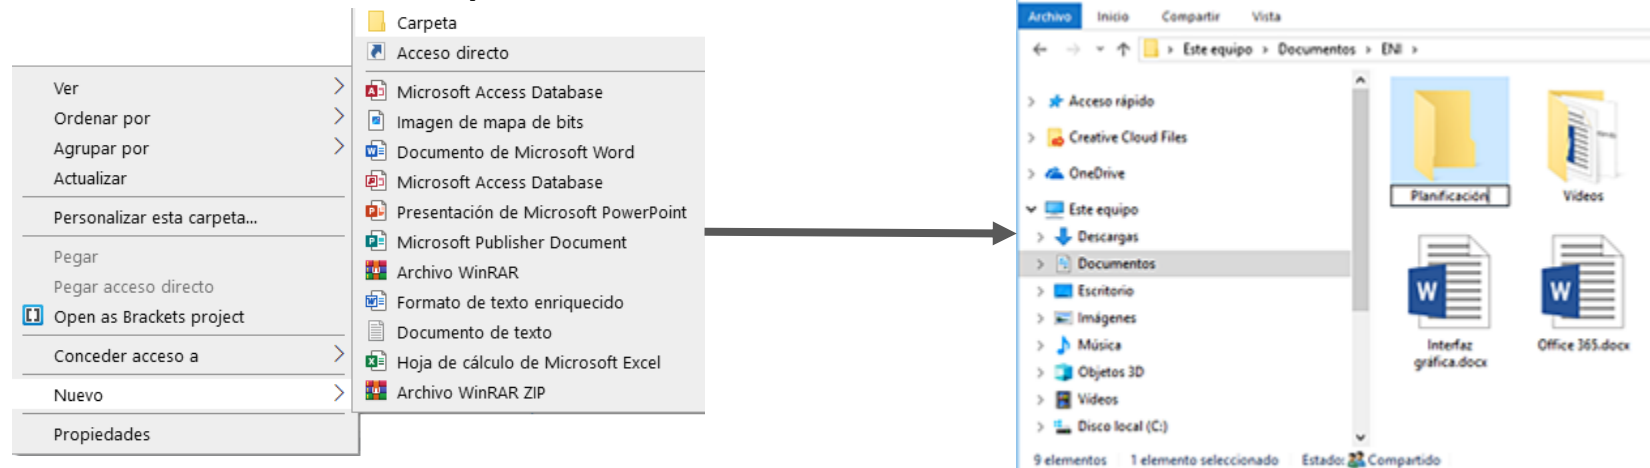 Ver
Ordenar por
Agrupar por
Actualizar
Personalizar esta carpeta...
Pegar
Pegar acceso directo
Open as Brackets project
Conceder acceso a
Nuevo
Propiedades
Carpeta
Acceso directo
Microsoft Access Database
Imagen de mapa de bits
Documento de Microsoft Word
Microsoft Access Database
Presentación de Microsoft PowerPoint
Microsoft Publisher Document
Archivo WinRAR
Formato de texto enriquecido
Documento de texto
Hoja de cálculo de Microsoft Excel
Archivo WinRAR ZIP
Archivo Inicio Compartir Vista
Este equipo > Documentos > ENI >
Acceso rápido
Creative Cloud Files
OneDrive
Este equipo
Descargas
Documentos
Escritorio
Imágenes
Música
Objetos 3D
Vídeos
Disco local (C:)
Planificación
Vídeos
Interfaz
gráfica.docx
Office 365.docx
9 elementos 1 elemento seleccionado Estado: Compartido